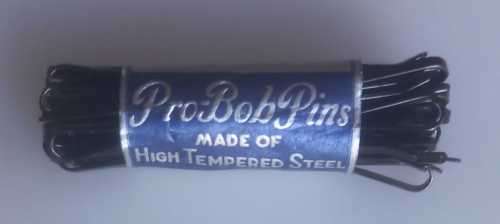 Pro-Bob Pins
MADE OF
HIGH TEMPERED STEEL